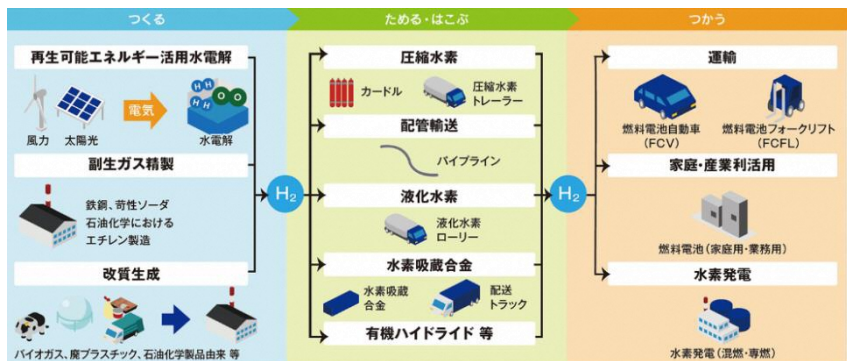 つくる
再生可能エネルギー活用水電解
風力
太陽光
電気
H H O O
水電解
副生ガス精製
鉄鋼、苛性ソーダ
石油化学における
エチレン製造
改質生成
バイオガス、廃プラスチック、石油化学製品由来 等
H₂
ためる・はこぶ
圧縮水素
カードル
圧縮水素
トレーラー
配管輸送
パイプライン
液化水素
液化水素
ローリー
水素吸蔵合金
水素吸蔵
合金
配送
トラック
有機ハイドライド 等
H₂
つかう
運輸
燃料電池自動車
(FCV)
燃料電池フォークリフト
(FCFL)
家庭・産業利活用
燃料電池(家庭用・業務用)
水素発電
水素発電(混燃・専燃)